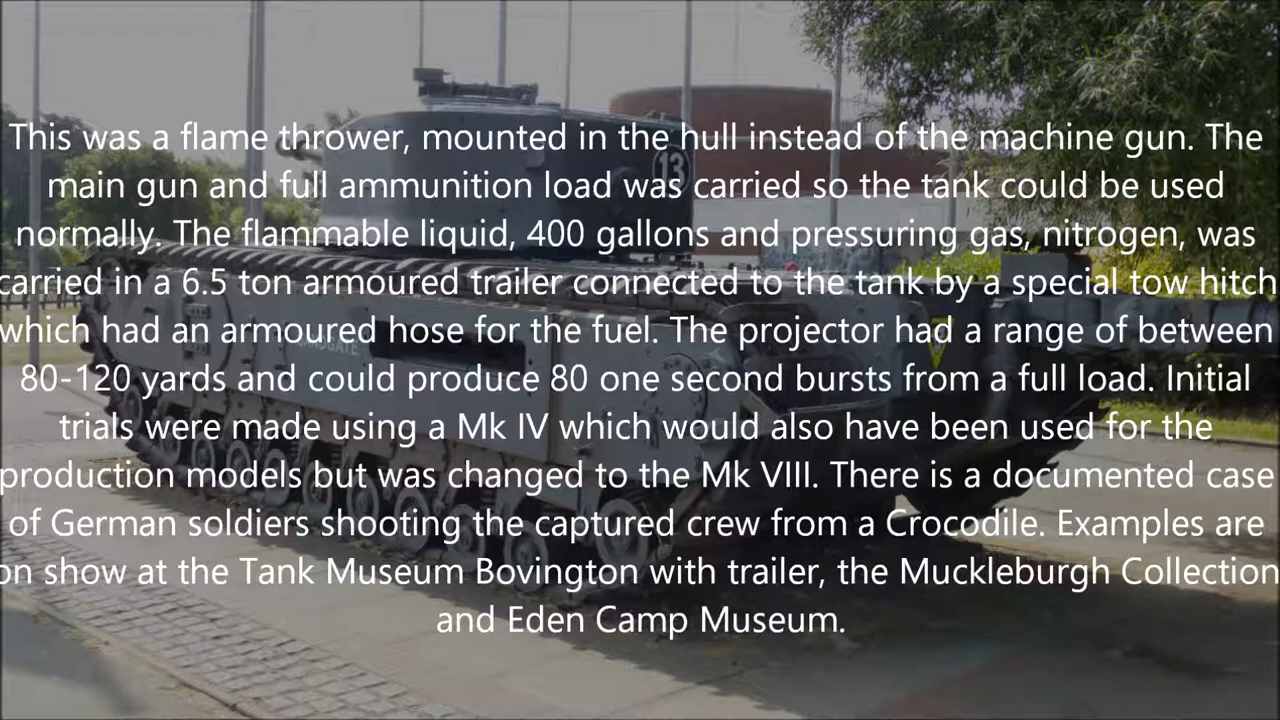 This was a flame thrower, mounted in the hull instead of the machine gun. The
main gun and full ammunition load was carried so the tank could be used
normally. The flammable liquid, 400 gallons and pressuring gas, nitrogen, was
carried in a 6.5 ton armoured trailer connected to the tank by a special tow hitch
which had an armoured hose for the fuel. The projector had a range of between
80-120 yards and could produce 80 one second bursts from a full load. Initial
trials were made using a Mk IV which would also have been used for the
production models but was changed to the Mk VIII. There is a documented case
of German soldiers shooting the captured crew from a Crocodile. Examples are
on show at the Tank Museum Bovington with trailer, the Muckleburgh Collection
and Eden Camp Museum.
13